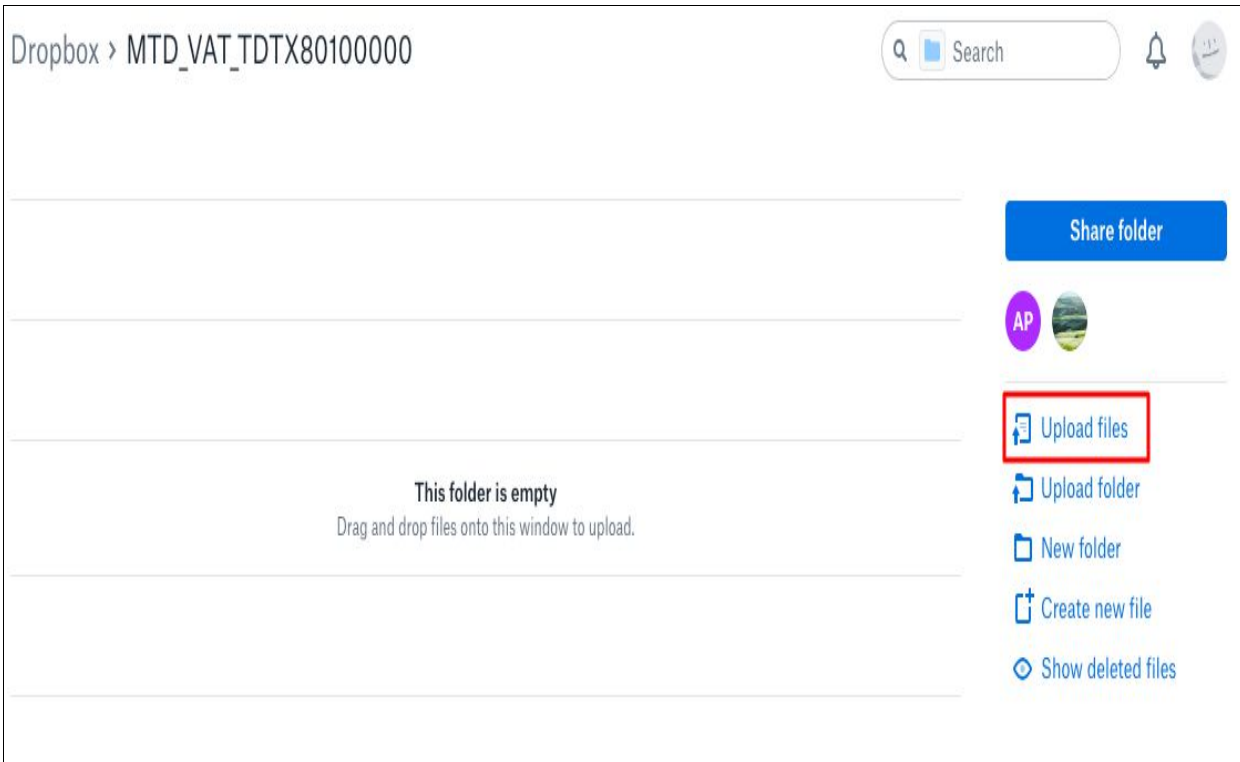 Dropbox > MTD_VAT_TDTX80100000
Search
Share folder
AP
Upload files
This folder is empty
Drag and drop files onto this window to upload.
Upload folder
New folder
Create new file
Show deleted files